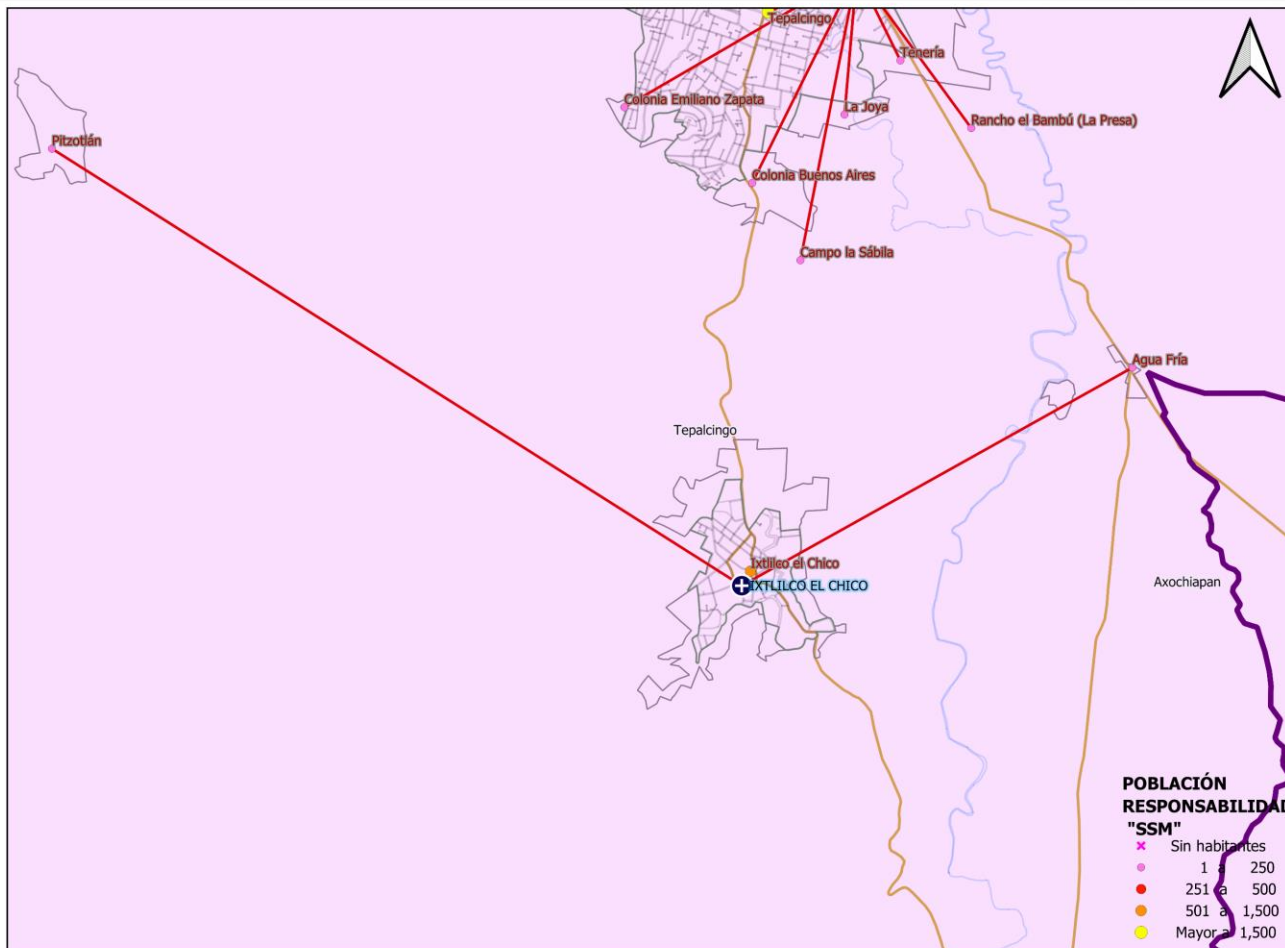 Tepalcingo
Tenería
Colonia Emiliano Zapata
La Joya
Rancho el Bambú (La Presa)
Pitzotlán
Colonia Buenos Aires
Campo la Sábila
Agua Fría
Tepalcingo
Ixtlilco el Chico
IXTLILCO EL CHICO
Axochiapan
POBLACIÓN
RESPONSABILIDAD
"SSM"
Sin habitantes
1 a 250
251 a 500
501 a 1,500
Mayor a 1,500